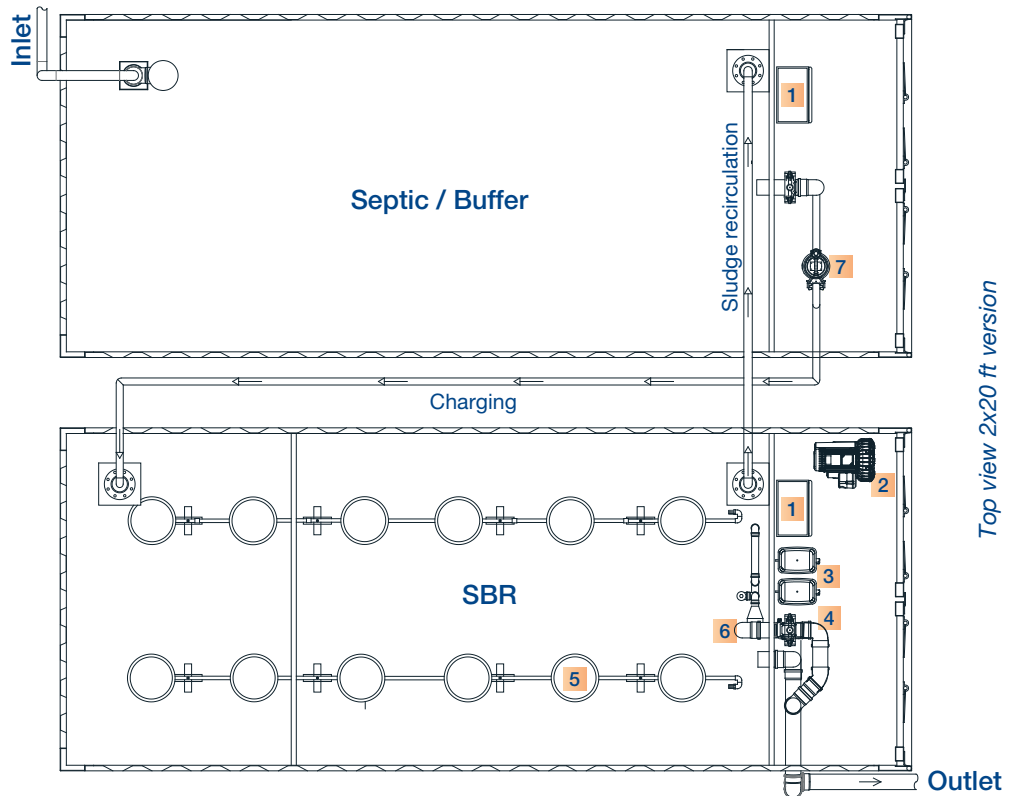 Inlet
1
Sludge recirculation
Septic / Buffer
7
Top view 2x20 ft version
Charging
2
1
3
SBR
4
6
5
Outlet